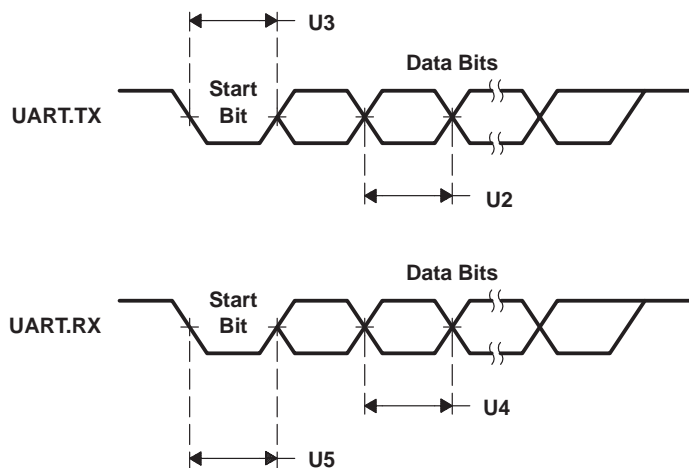 U3
Data Bits
Start
Bit
UART.TX
U2
Data Bits
Start
Bit
UART.RX
U4
U5